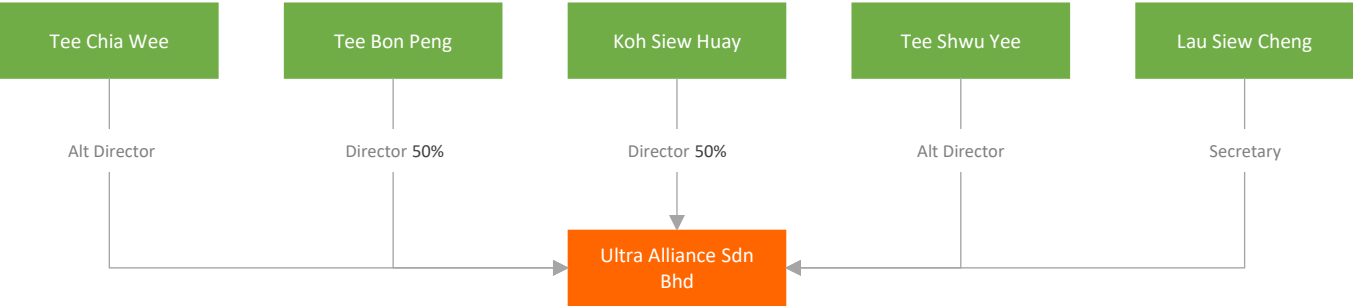 Tee Chia Wee
Tee Bon Peng
Koh Siew Huay
Tee Shwu Yee
Lau Siew Cheng
Alt Director
Director 50%
Director 50%
Alt Director
Secretary
Ultra Alliance Sdn
Bhd